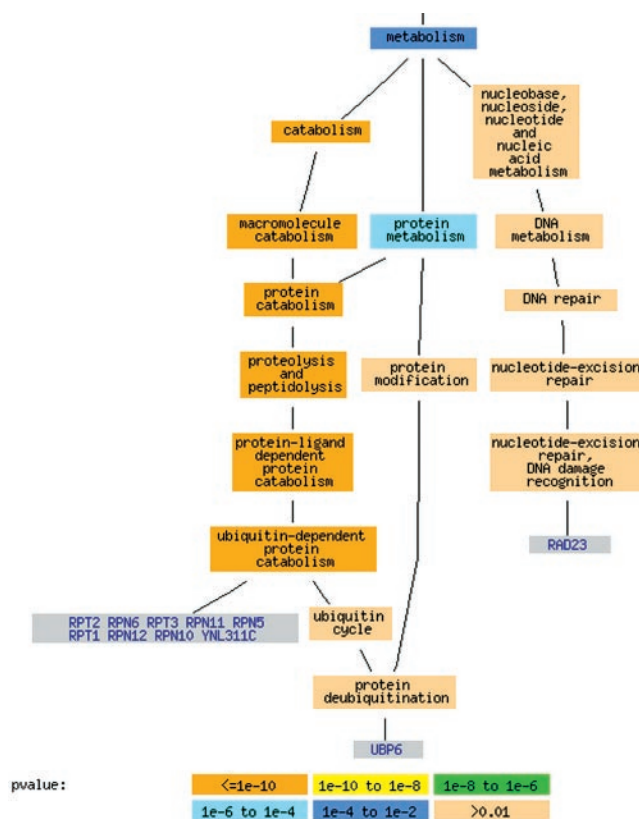 metabolism
nucleobase,
nucleoside,
nucleotide
and
nucleic
acid
metabolism
catabolism
macromolecule
catabolism
protein
metabolism
DNA
metabolism
protein
catabolism
DNA repair
proteolysis
and
peptidolysis
protein
modification
nucleotide-excision
repair
protein-ligand
dependent
protein
catabolism
nucleotide-excision
repair,
DNA damage
recognition
ubiquitin-dependent
protein
catabolism
RAD23
RPT2 RPN6 RPT3 RPN11 RPN5
RPT1 RPN12 RPN10 YNL311C
ubiquitin
cycle
protein
deubiquitination
UBP6
pvalue:
<=1e-10 1e-10 to 1e-8 1e-8 to 1e-6
1e-6 to 1e-4 1e-4 to 1e-2 >0.01